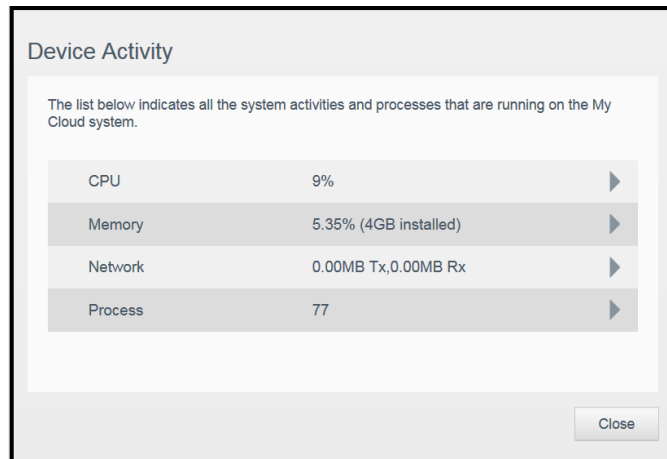 Device Activity
The list below indicates all the system activities and processes that are running on the My
Cloud system.
CPU 9%
Memory 5.35% (4GB installed)
Network 0.00MB Tx,0.00MB Rx
Process 77
Close